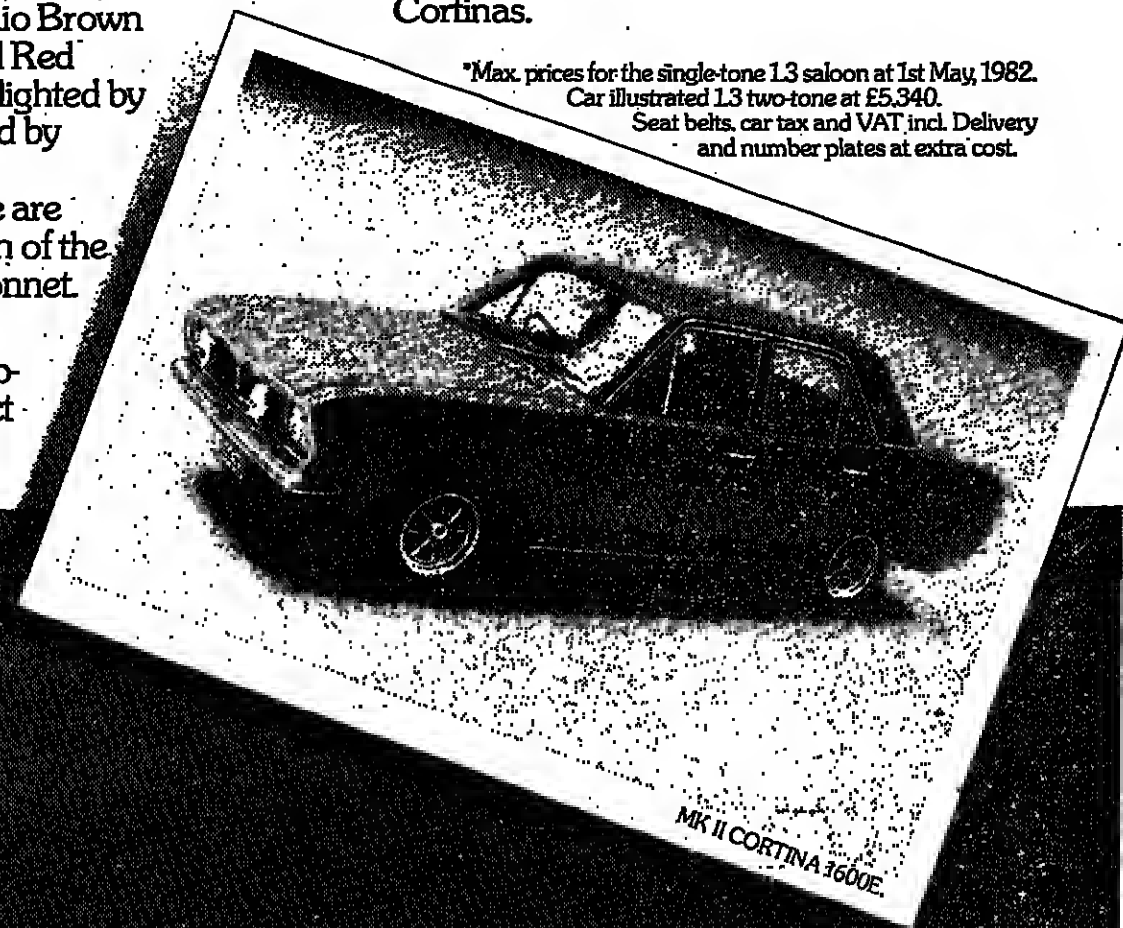 io Brown
Red
lighted by
d by
e are
of the
onnet.
o-
ct
Cortinas.
*Max. prices for the single-tone 1.3 saloon at 1st May, 1982.
Car illustrated 1.3 two-tone at £5,340.
Seat belts, car tax and VAT incl. Delivery
and number plates at extra cost.
MK II CORTINA 1600E.